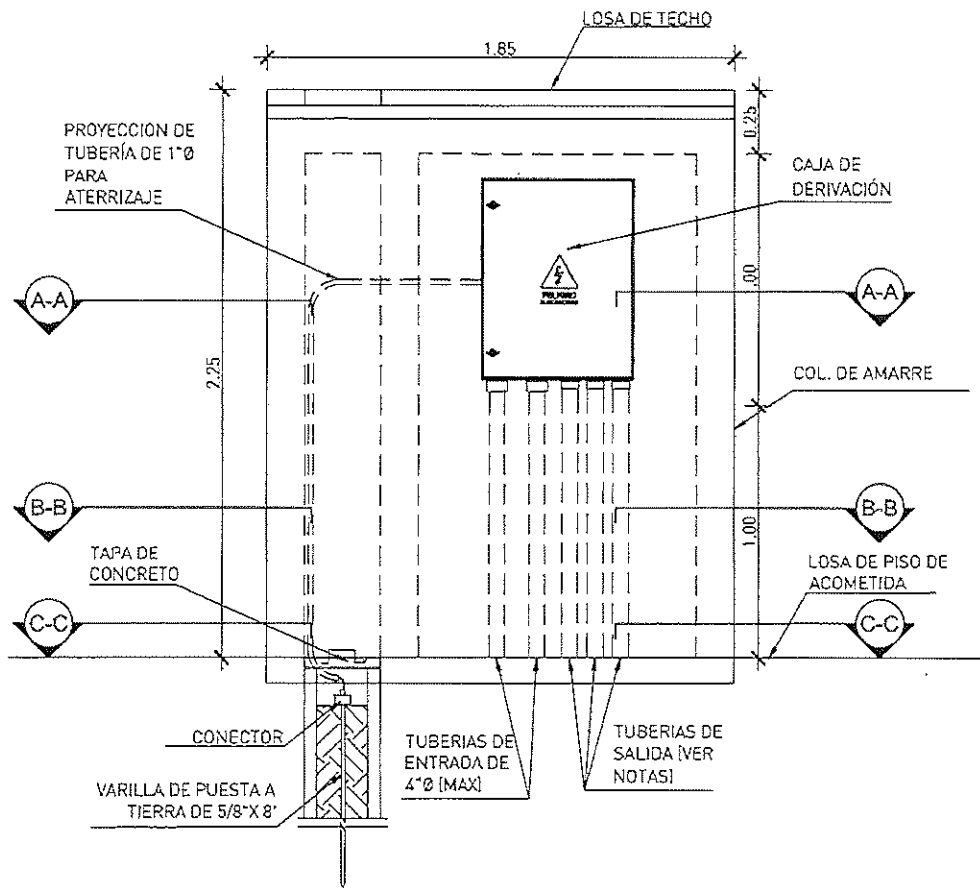 LOSA DE TECHO
1.85
PROYECCION DE
TUBERÍA DE 1"Ø
PARA
ATERRIZAJE
0.25
CAJA DE
DERIVACIÓN
PELIGRO
A-A
A-A
.00
2.25
COL. DE AMARRE
B-B
B-B
1.00
TAPA DE
CONCRETO
LOSA DE PISO DE
ACOMETIDA
C-C
C-C
CONECTOR
VARILLA DE PUESTA A
TIERRA DE 5/8"X 8'
TUBERIAS DE
ENTRADA DE
4"Ø (MAX)
TUBERIAS DE
SALIDA (VER
NOTAS)